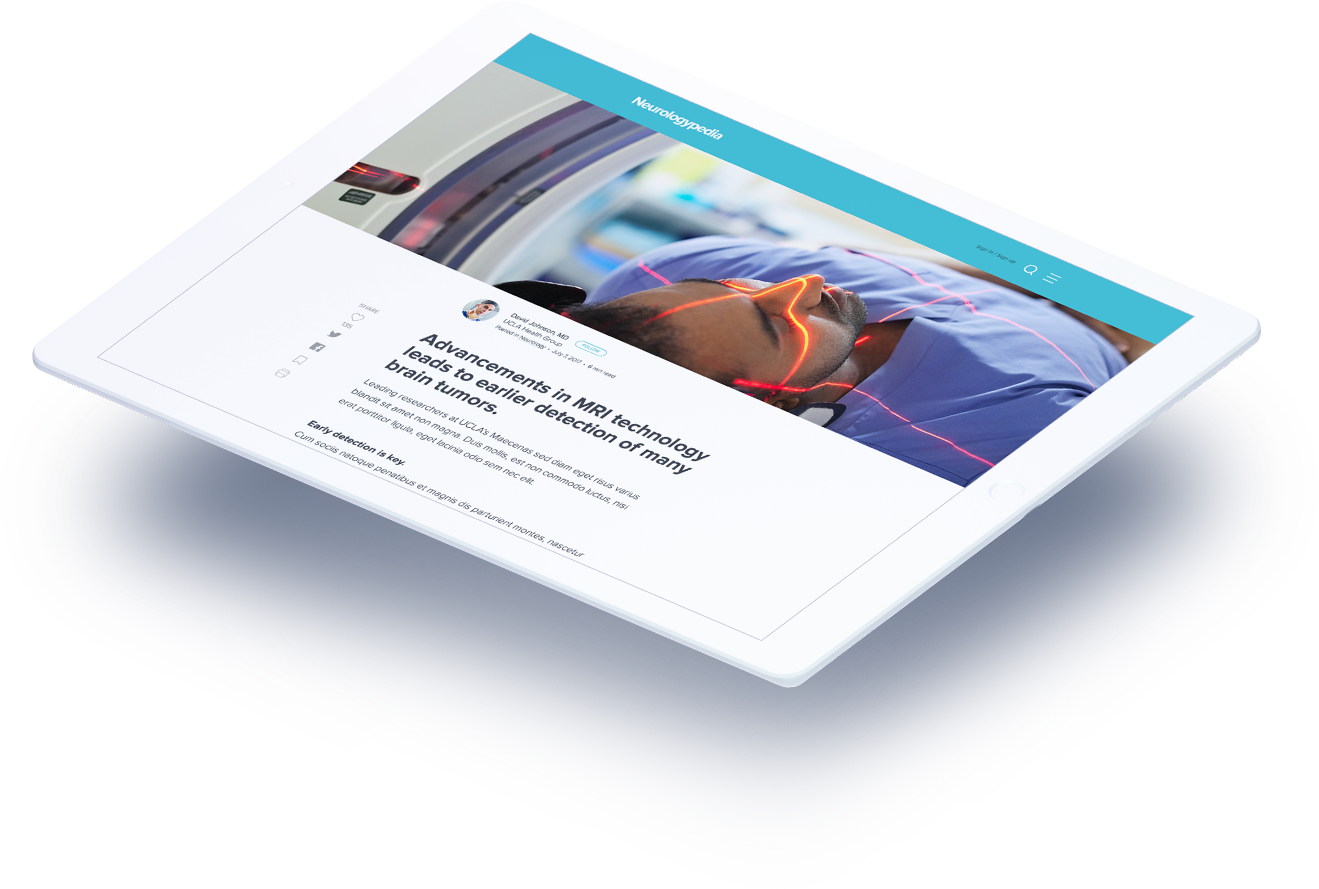 Neurologypedia
Sign In / Sign up
SHARE
135
David Johnson, MD
UCLA Health Group
FOLLOW
Posted in Neurology • July 7, 2017 • 6 min read
Advancements in MRI technology
leads to earlier detection of many
brain tumors.
Leading researchers at UCLA's Maecenas sed diam eget risus varius
blandit sit amet non magna. Duis mollis, est non commodo luctus, nisi
erat porttitor ligula, eget lacinia odio sem nec elit.
Early detection is key.
Cum sociis natoque penatibus et magnis dis parturient montes, nascetur